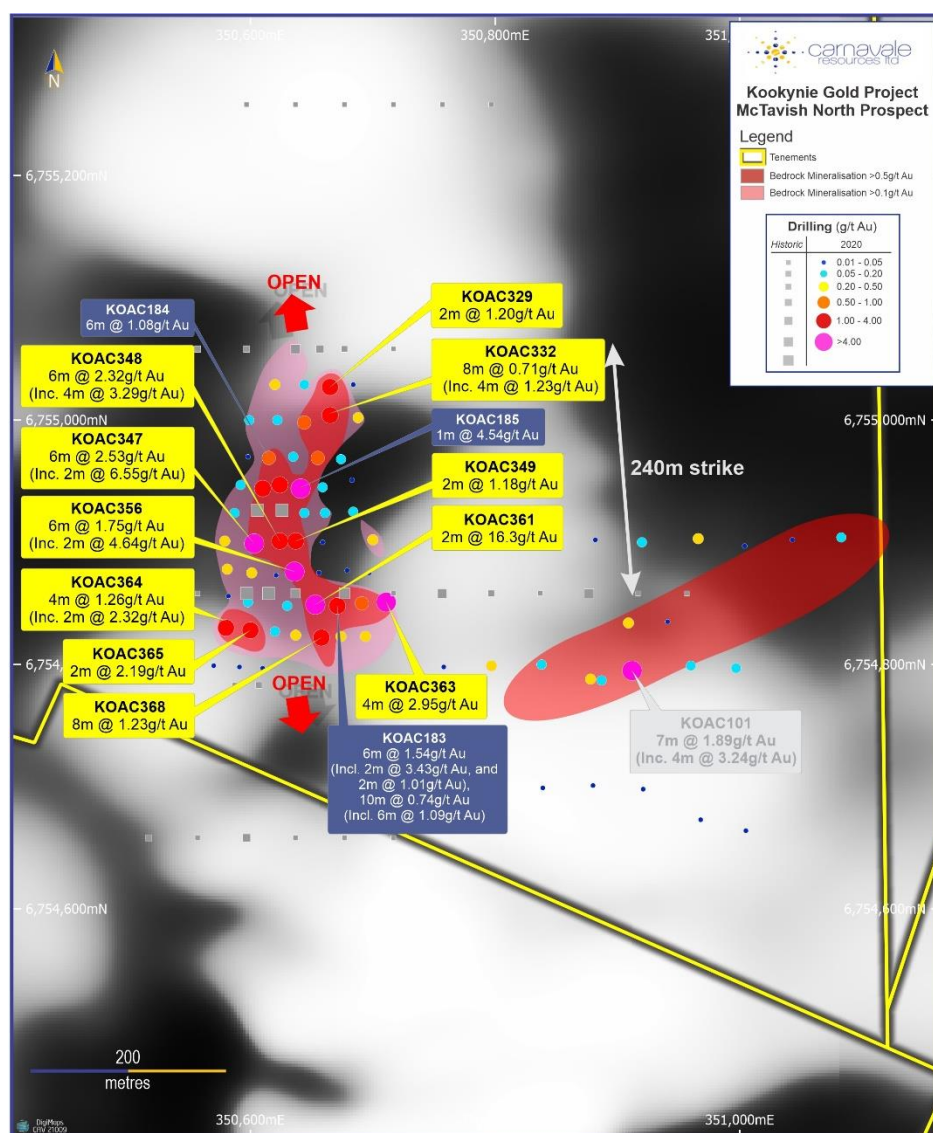 350,600mE
350,800mE
N
carnavale
resources ltd
Kookynie Gold Project
McTavish North Prospect
Legend
Tenements
Bedrock Mineralisation >0.5g/t Au
Bedrock Mineralisation >0.1g/t Au
Drilling (g/t Au)
Historic
2020
0.01 - 0.05
0.05 - 0.20
0.20 - 0.50
0.50 - 1.00
1.00 - 4.00
>4.00
6,755,200mN
OPEN
KOAC184
6m @ 1.08g/t Au
KOAC329
2m @ 1.20g/t Au
KOAC348
6m @ 2.32g/t Au
(Inc. 4m @ 3.29g/t Au)
KOAC332
8m @ 0.71g/t Au
(Inc. 4m @ 1.23g/t Au)
6,755,000mN
6,755,000mN
KOAC185
1m @ 4.54g/t Au
KOAC347
6m @ 2.53g/t Au
(Inc. 2m @ 6.55g/t Au)
KOAC349
2m @ 1.18g/t Au
240m strike
KOAC356
6m @ 1.75g/t Au
(Inc. 2m @ 4.64g/t Au)
KOAC361
2m @ 16.3g/t Au
KOAC364
4m @ 1.26g/t Au
(Inc. 2m @ 2.32g/t Au)
KOAC365
2m @ 2.19g/t Au
6,754,800mN
OPEN
KOAC363
4m @ 2.95g/t Au
KOAC368
8m @ 1.23g/t Au
KOAC101
7m @ 1.89g/t Au
(Inc. 4m @ 3.24g/t Au)
KOAC183
6m @ 1.54g/t Au
(Incl. 2m @ 3.43g/t Au, and
2m @ 1.01g/t Au),
10m @ 0.74g/t Au
(Incl. 6m @ 1.09g/t Au)
6,754,600mN
6,754,600mN
200
metres
DigiMaps
CAV 21009
350,600mE
351,000mE